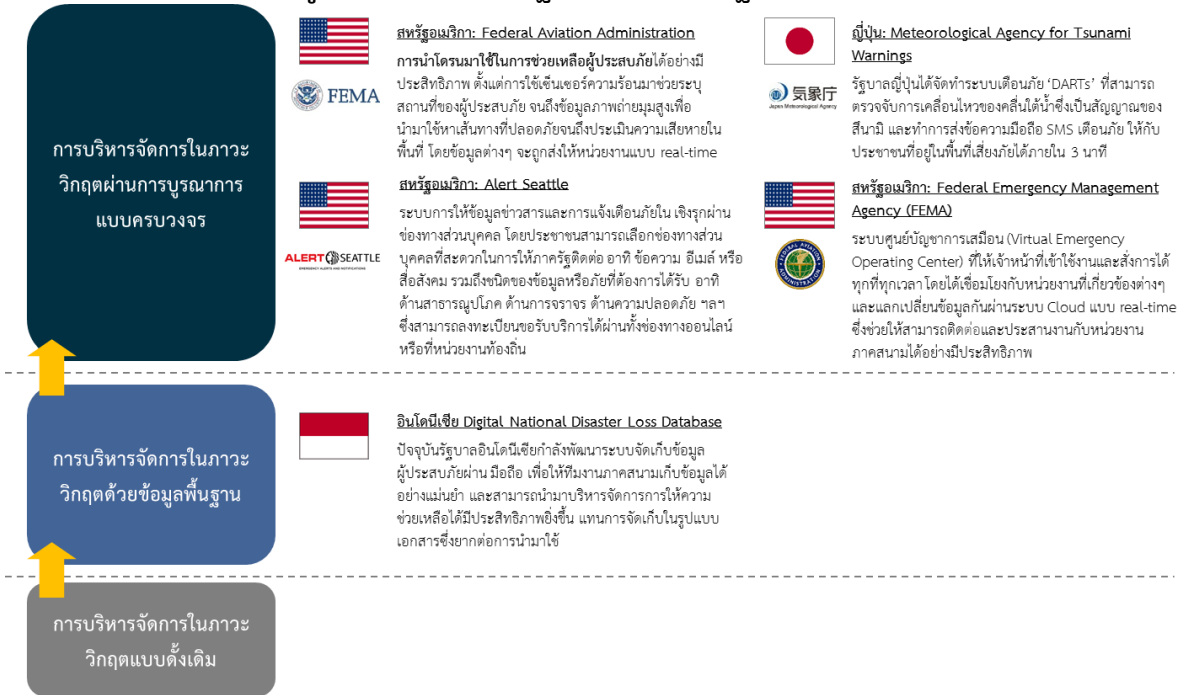 การบริหารจัดการในภาวะ
วิกฤตผ่านการบูรณาการ
แบบครบวงจร
สหรัฐอเมริกา: Federal Aviation Administration
FEMA
การนำโดรนมาใช้ในการช่วยเหลือผู้ประสบภัยได้อย่างมี
ประสิทธิภาพ ตั้งแต่การใช้เซ็นเซอร์ความร้อนมาช่วยระบุ
สถานที่ของผู้ประสบภัย จนถึงข้อมูลภาพถ่ายมุมสูงเพื่อ
นำมาใช้หาเส้นทางที่ปลอดภัยจนถึงประเมินความเสียหายใน
พื้นที่ โดยข้อมูลต่างๆ จะถูกส่งให้หน่วยงานแบบ real-time
ญี่ปุ่น: Meteorological Agency for Tsunami
Warnings
気象庁
Japan Meteorological Agency
รัฐบาลญี่ปุ่นได้จัดทำระบบเตือนภัย ‘DARTs’ ที่สามารถ
ตรวจจับการเคลื่อนไหวของคลื่นใต้น้ำซึ่งเป็นสัญญาณของ
สึนามิ และทำการส่งข้อความมือถือ SMS เตือนภัย ให้กับ
ประชาชนที่อยู่ในพื้นที่เสี่ยงภัยได้ภายใน 3 นาที
สหรัฐอเมริกา: Alert Seattle
ALERT SEATTLE
EMERGENCY ALERTS AND NOTIFICATIONS
ระบบการให้ข้อมูลข่าวสารและการแจ้งเตือนภัยใน เชิงรุกผ่าน
ช่องทางส่วนบุคคล โดยประชาชนสามารถเลือกช่องทางส่วน
บุคคลที่สะดวกในการให้ภาครัฐติดต่อ อาทิ ข้อความ อีเมล์ หรือ
สื่อสังคม รวมถึงชนิดของข้อมูลหรือภัยที่ต้องการได้รับ อาทิ
ด้านสาธารณูปโภค ด้านการจราจร ด้านความปลอดภัย ฯลฯ
ซึ่งสามารถลงทะเบียนขอรับบริการได้ผ่านทั้งช่องทางออนไลน์
หรือที่หน่วยงานท้องถิ่น
สหรัฐอเมริกา: Federal Emergency Management
Agency (FEMA)
ระบบศูนย์บัญชาการเสมือน (Virtual Emergency
Operating Center) ที่ให้เจ้าหน้าที่เข้าใช้งานและสั่งการได้
ทุกที่ทุกเวลา โดยได้เชื่อมโยงกับหน่วยงานที่เกี่ยวข้องต่างๆ
และแลกเปลี่ยนข้อมูลกันผ่านระบบ Cloud แบบ real-time
ซึ่งช่วยให้สามารถติดต่อและประสานงานกับหน่วยงาน
ภาคสนามได้อย่างมีประสิทธิภาพ
การบริหารจัดการในภาวะ
วิกฤตด้วยข้อมูลพื้นฐาน
อินโดนีเซีย Digital National Disaster Loss Database
ปัจจุบันรัฐบาลอินโดนีเซียกำลังพัฒนาระบบจัดเก็บข้อมูล
ผู้ประสบภัยผ่าน มือถือ เพื่อให้ทีมงานภาคสนามเก็บข้อมูลได้
อย่างแม่นยำ และสามารถนำมาบริหารจัดการการให้ความ
ช่วยเหลือได้มีประสิทธิภาพยิ่งขึ้น แทนการจัดเก็บในรูปแบบ
เอกสารซึ่งยากต่อการนำมาใช้
การบริหารจัดการในภาวะ
วิกฤตแบบดั้งเดิม